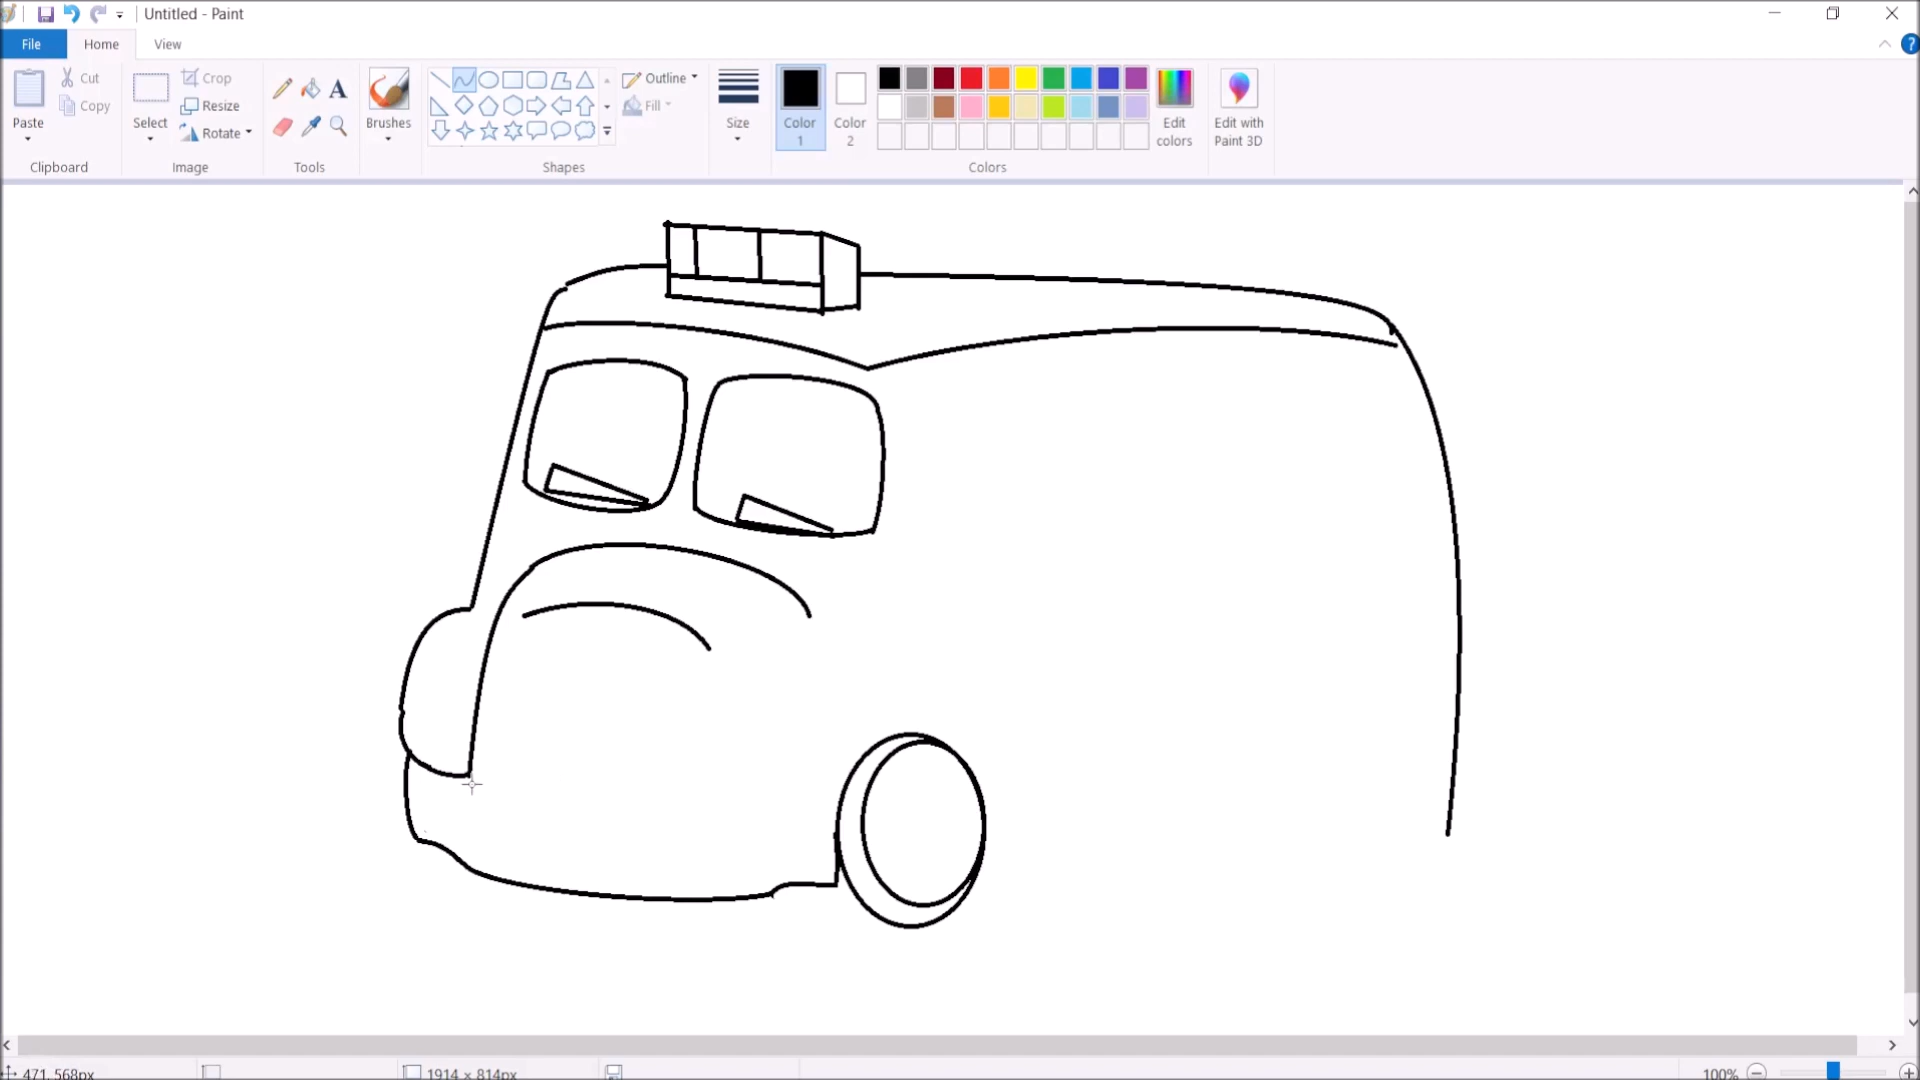 Untitled - Paint
File Home View
Cut
Copy
Paste
Clipboard
Crop
Resize
Rotate
Select
Image
A
Tools
Brushes
Outline
Fill
Shapes
Size
Color 1
Color 2
Edit colors
Colors
Edit with Paint 3D
?
471, 568px
1914 × 814px
100%